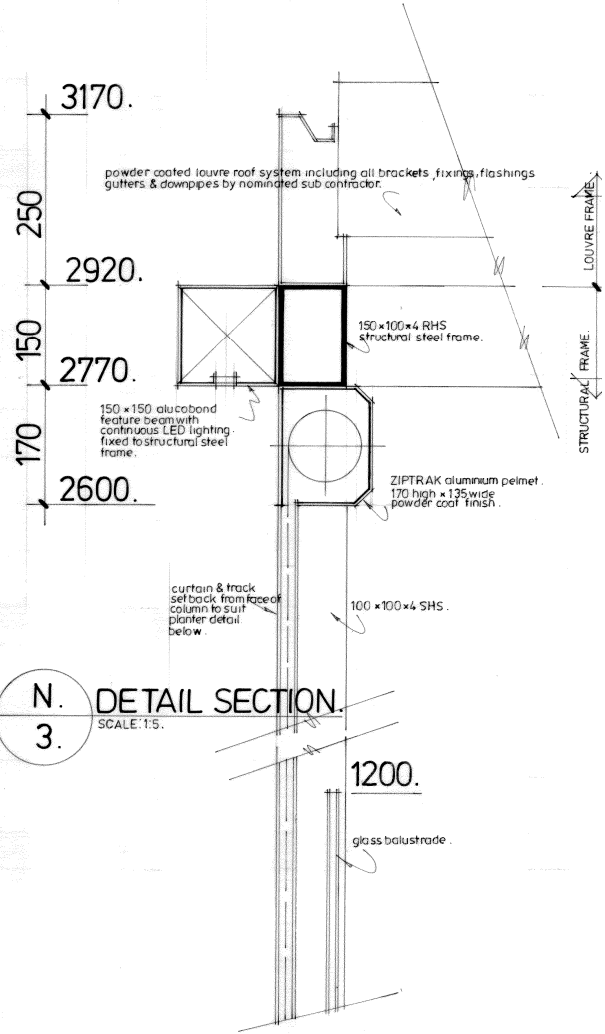 3170.
powder coated louvre roof system including all brackets, fixings, flashings
gutters & downpipes by nominated sub contractor.
250
LOUVRE FRAME
2920.
150
150×100×4 RHS
structural steel frame.
STRUCTURAL FRAME.
2770.
150 × 150 alucobond
feature beam with
continuous LED lighting
fixed to structural steel
frame.
170
ZIPTRAK aluminium pelmet.
170 high × 135 wide
powder coat finish.
2600.
curtain & track
setback from face of
column to suit
planter detail
below.
100 ×100×4 SHS.
N.
DETAIL SECTION.
SCALE: 1:5.
3.
1200.
glass balustrade.